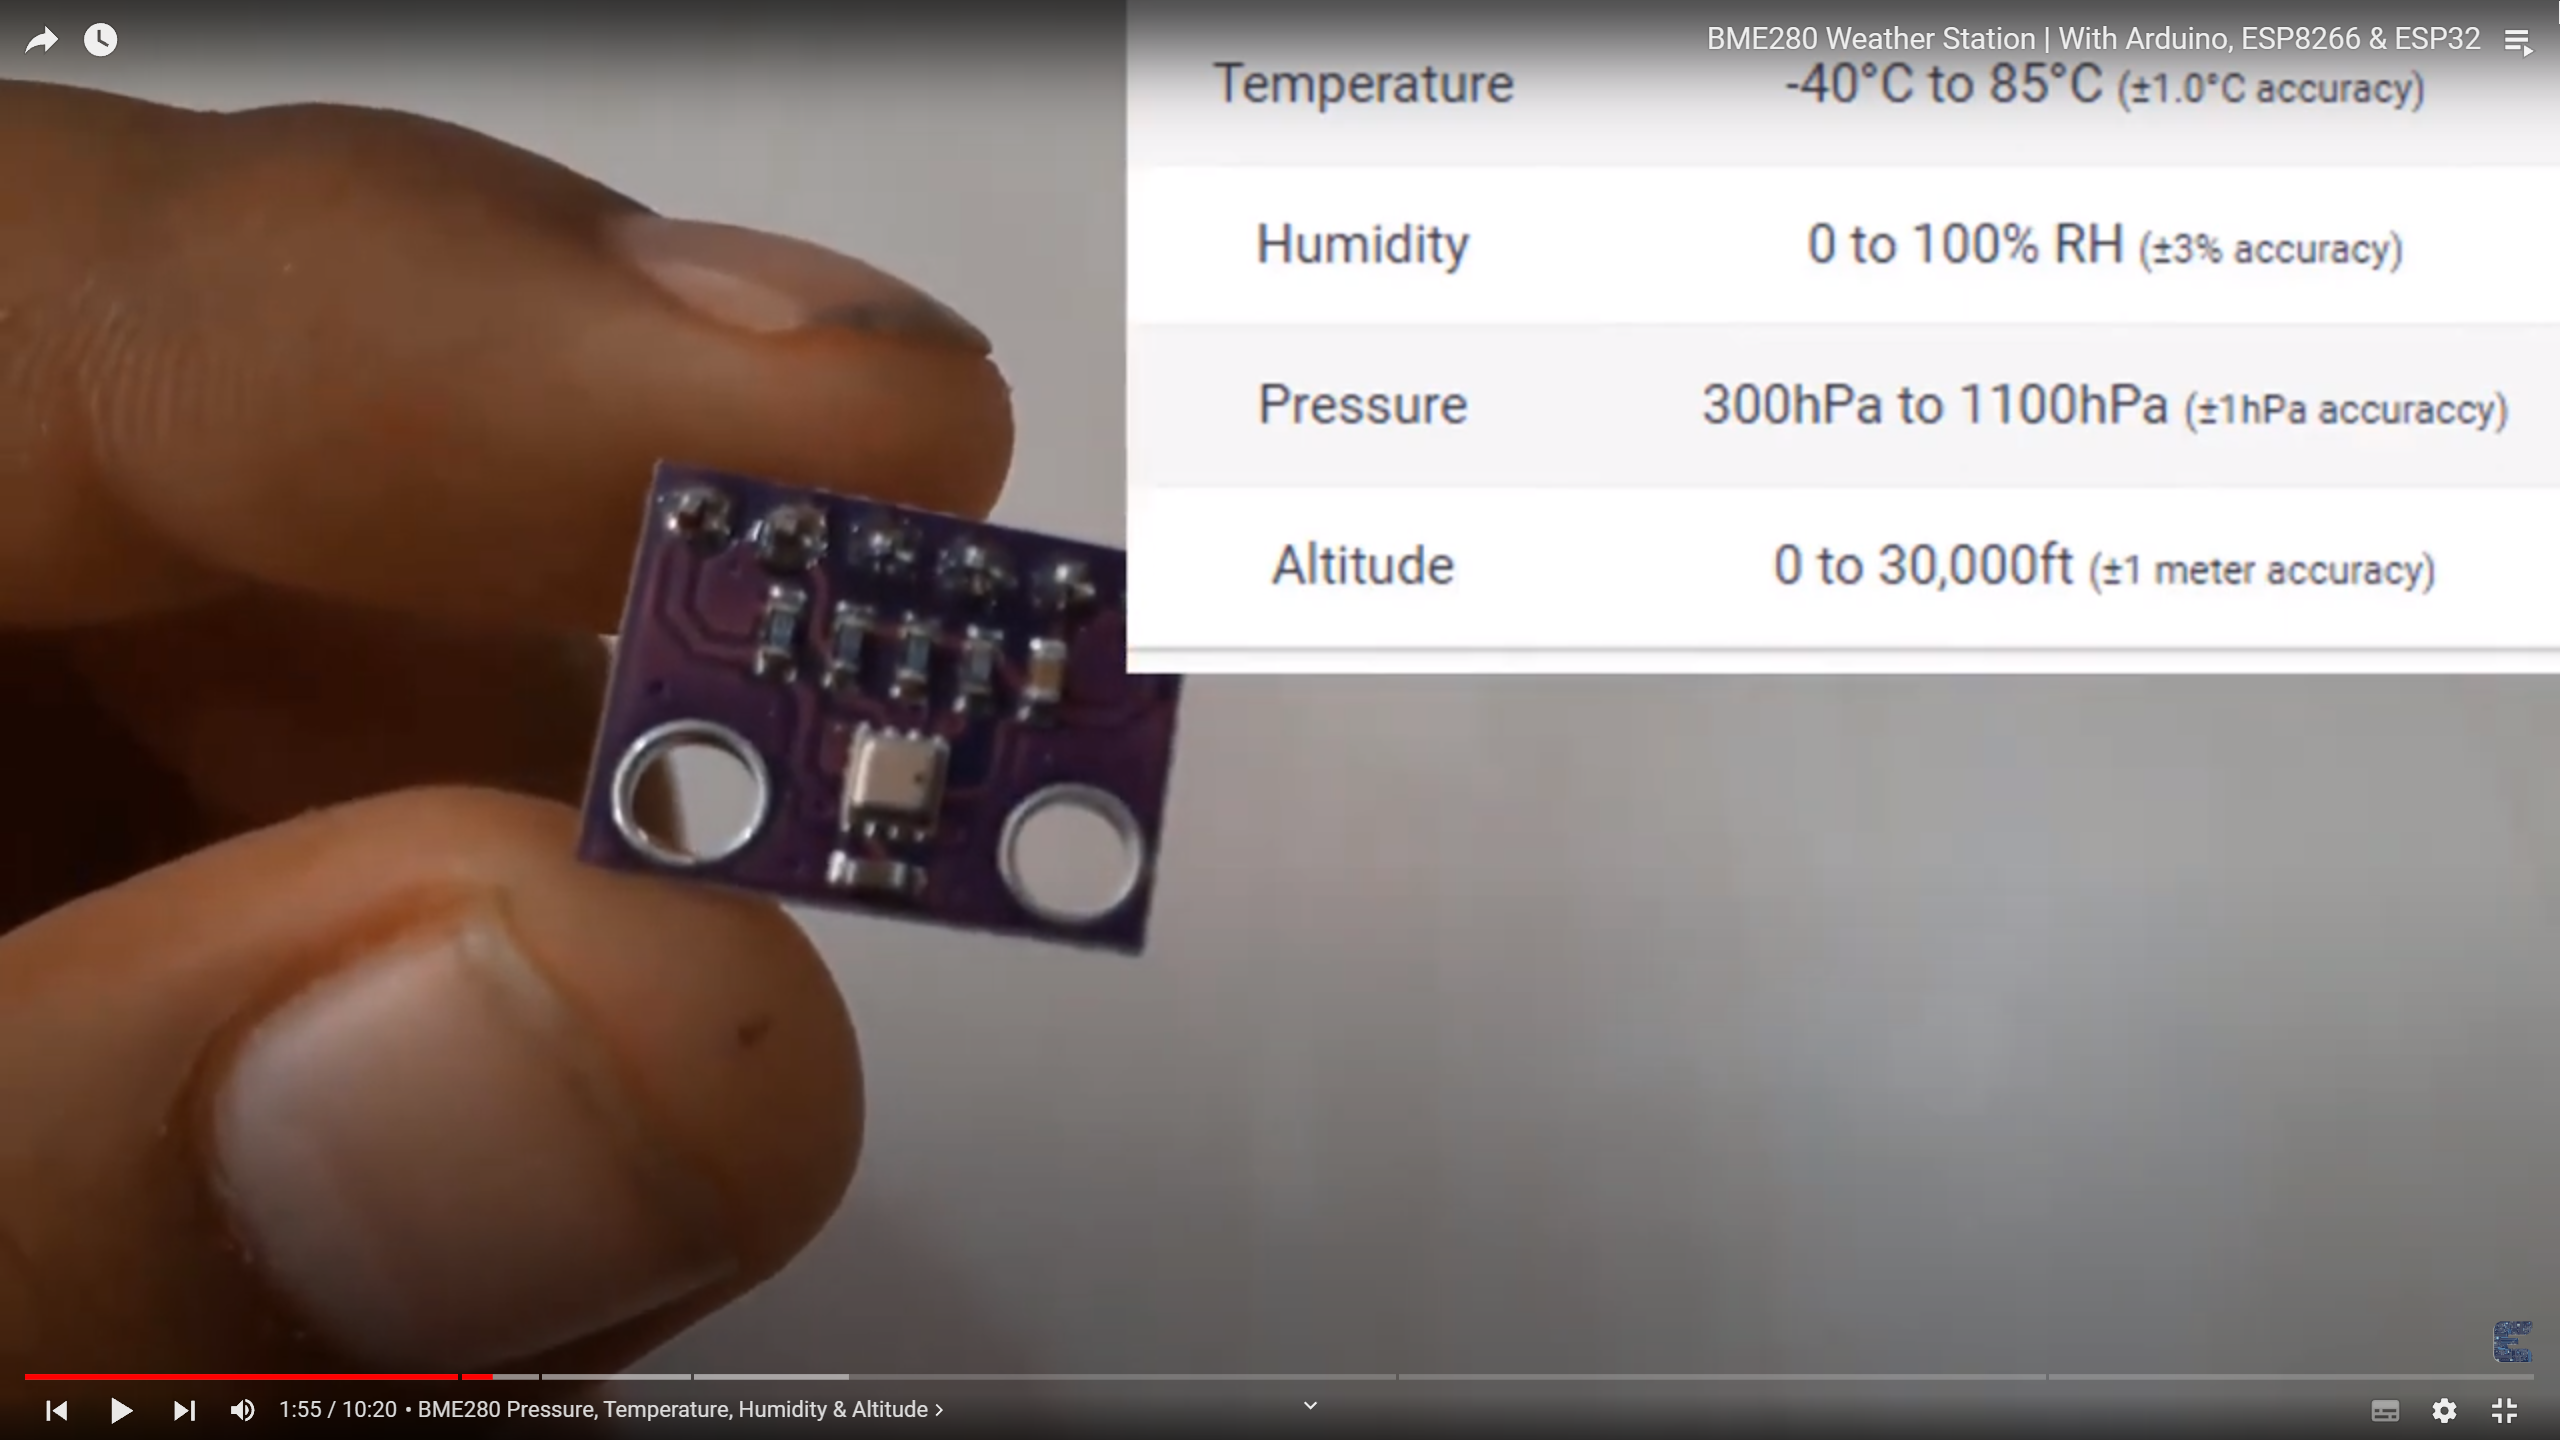 BME280 Weather Station | With Arduino, ESP8266 & ESP32
Temperature -40°C to 85°C (±1.0°C accuracy)
Humidity 0 to 100% RH (±3% accuracy)
Pressure 300hPa to 1100hPa (±1hPa accuraccy)
Altitude 0 to 30,000ft (±1 meter accuracy)
1:55 / 10:20 • BME280 Pressure, Temperature, Humidity & Altitude ›